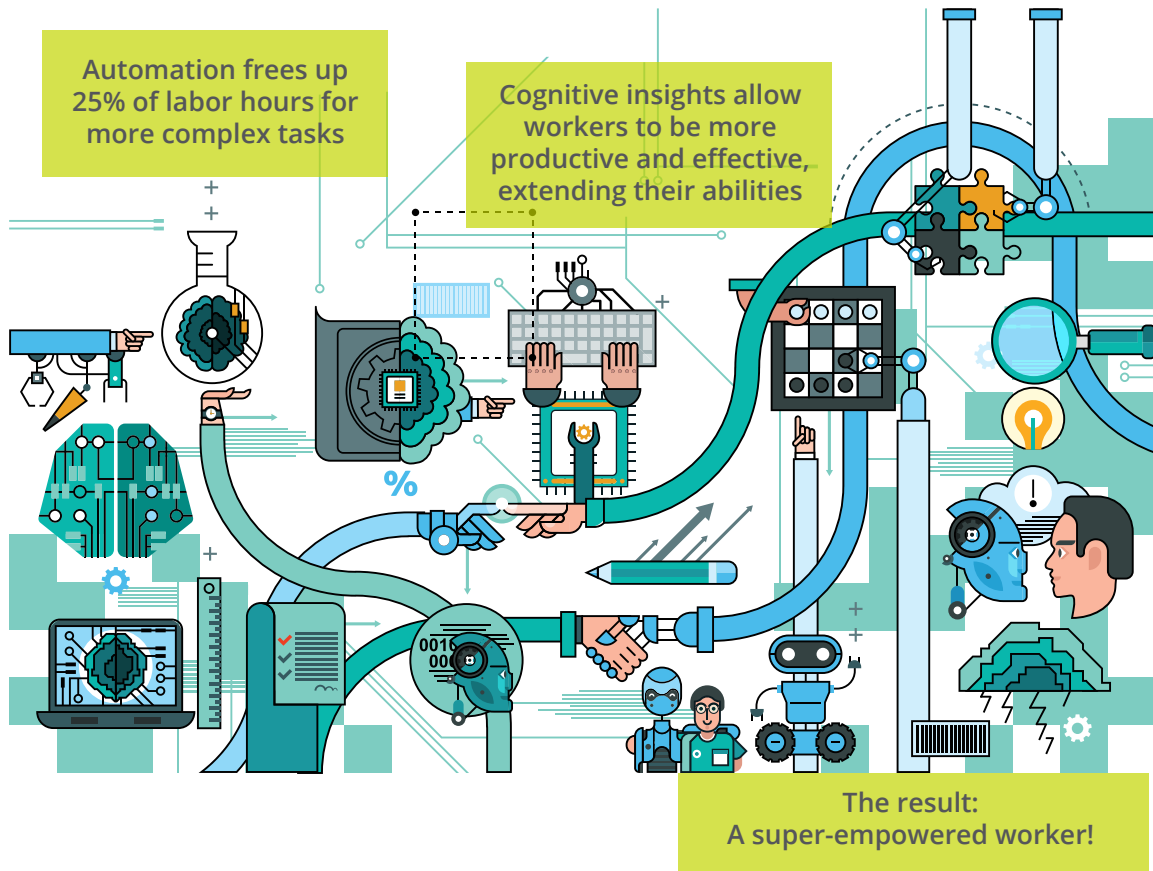 Automation frees up
25% of labor hours for
more complex tasks
Cognitive insights allow
workers to be more
productive and effective,
extending their abilities
%
0010
000
The result:
A super-empowered worker!